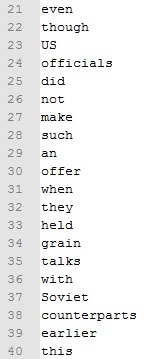 21 even
22 though
23 US
24 officials
25 did
26 not
27 make
28 such
29 an
30 offer
31 when
32 they
33 held
34 grain
35 talks
36 with
37 Soviet
38 counterparts
39 earlier
40 this